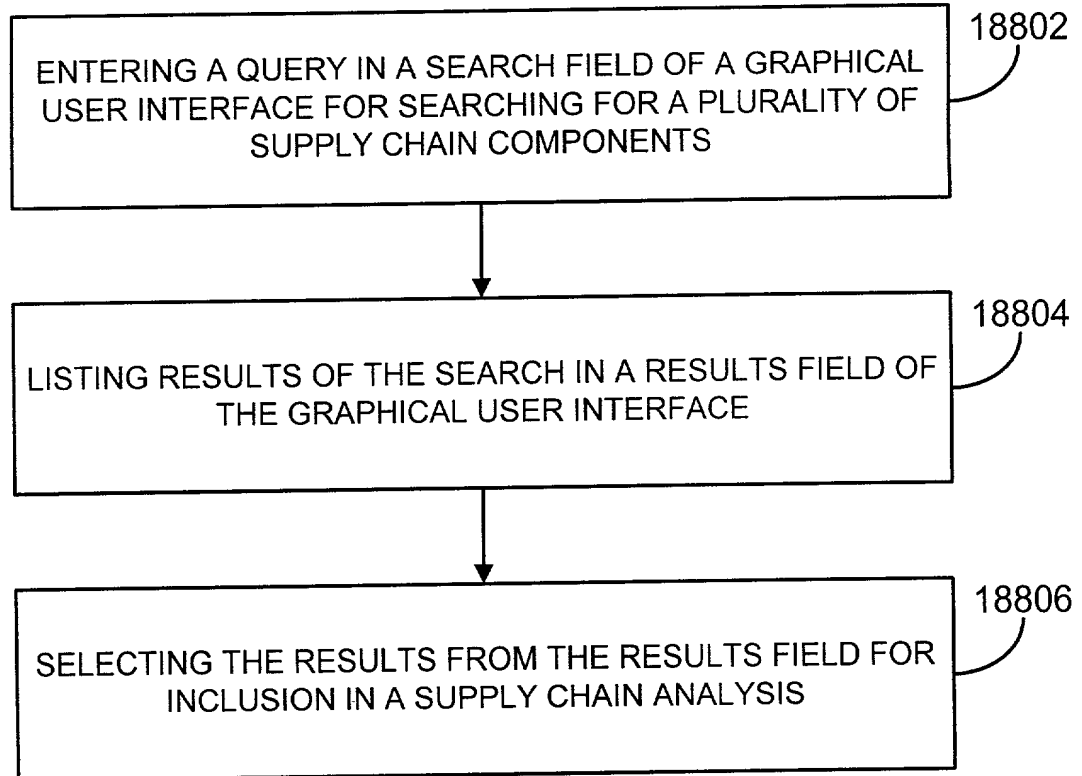 18802
ENTERING A QUERY IN A SEARCH FIELD OF A GRAPHICAL
USER INTERFACE FOR SEARCHING FOR A PLURALITY OF
SUPPLY CHAIN COMPONENTS
18804
LISTING RESULTS OF THE SEARCH IN A RESULTS FIELD OF
THE GRAPHICAL USER INTERFACE
18806
SELECTING THE RESULTS FROM THE RESULTS FIELD FOR
INCLUSION IN A SUPPLY CHAIN ANALYSIS